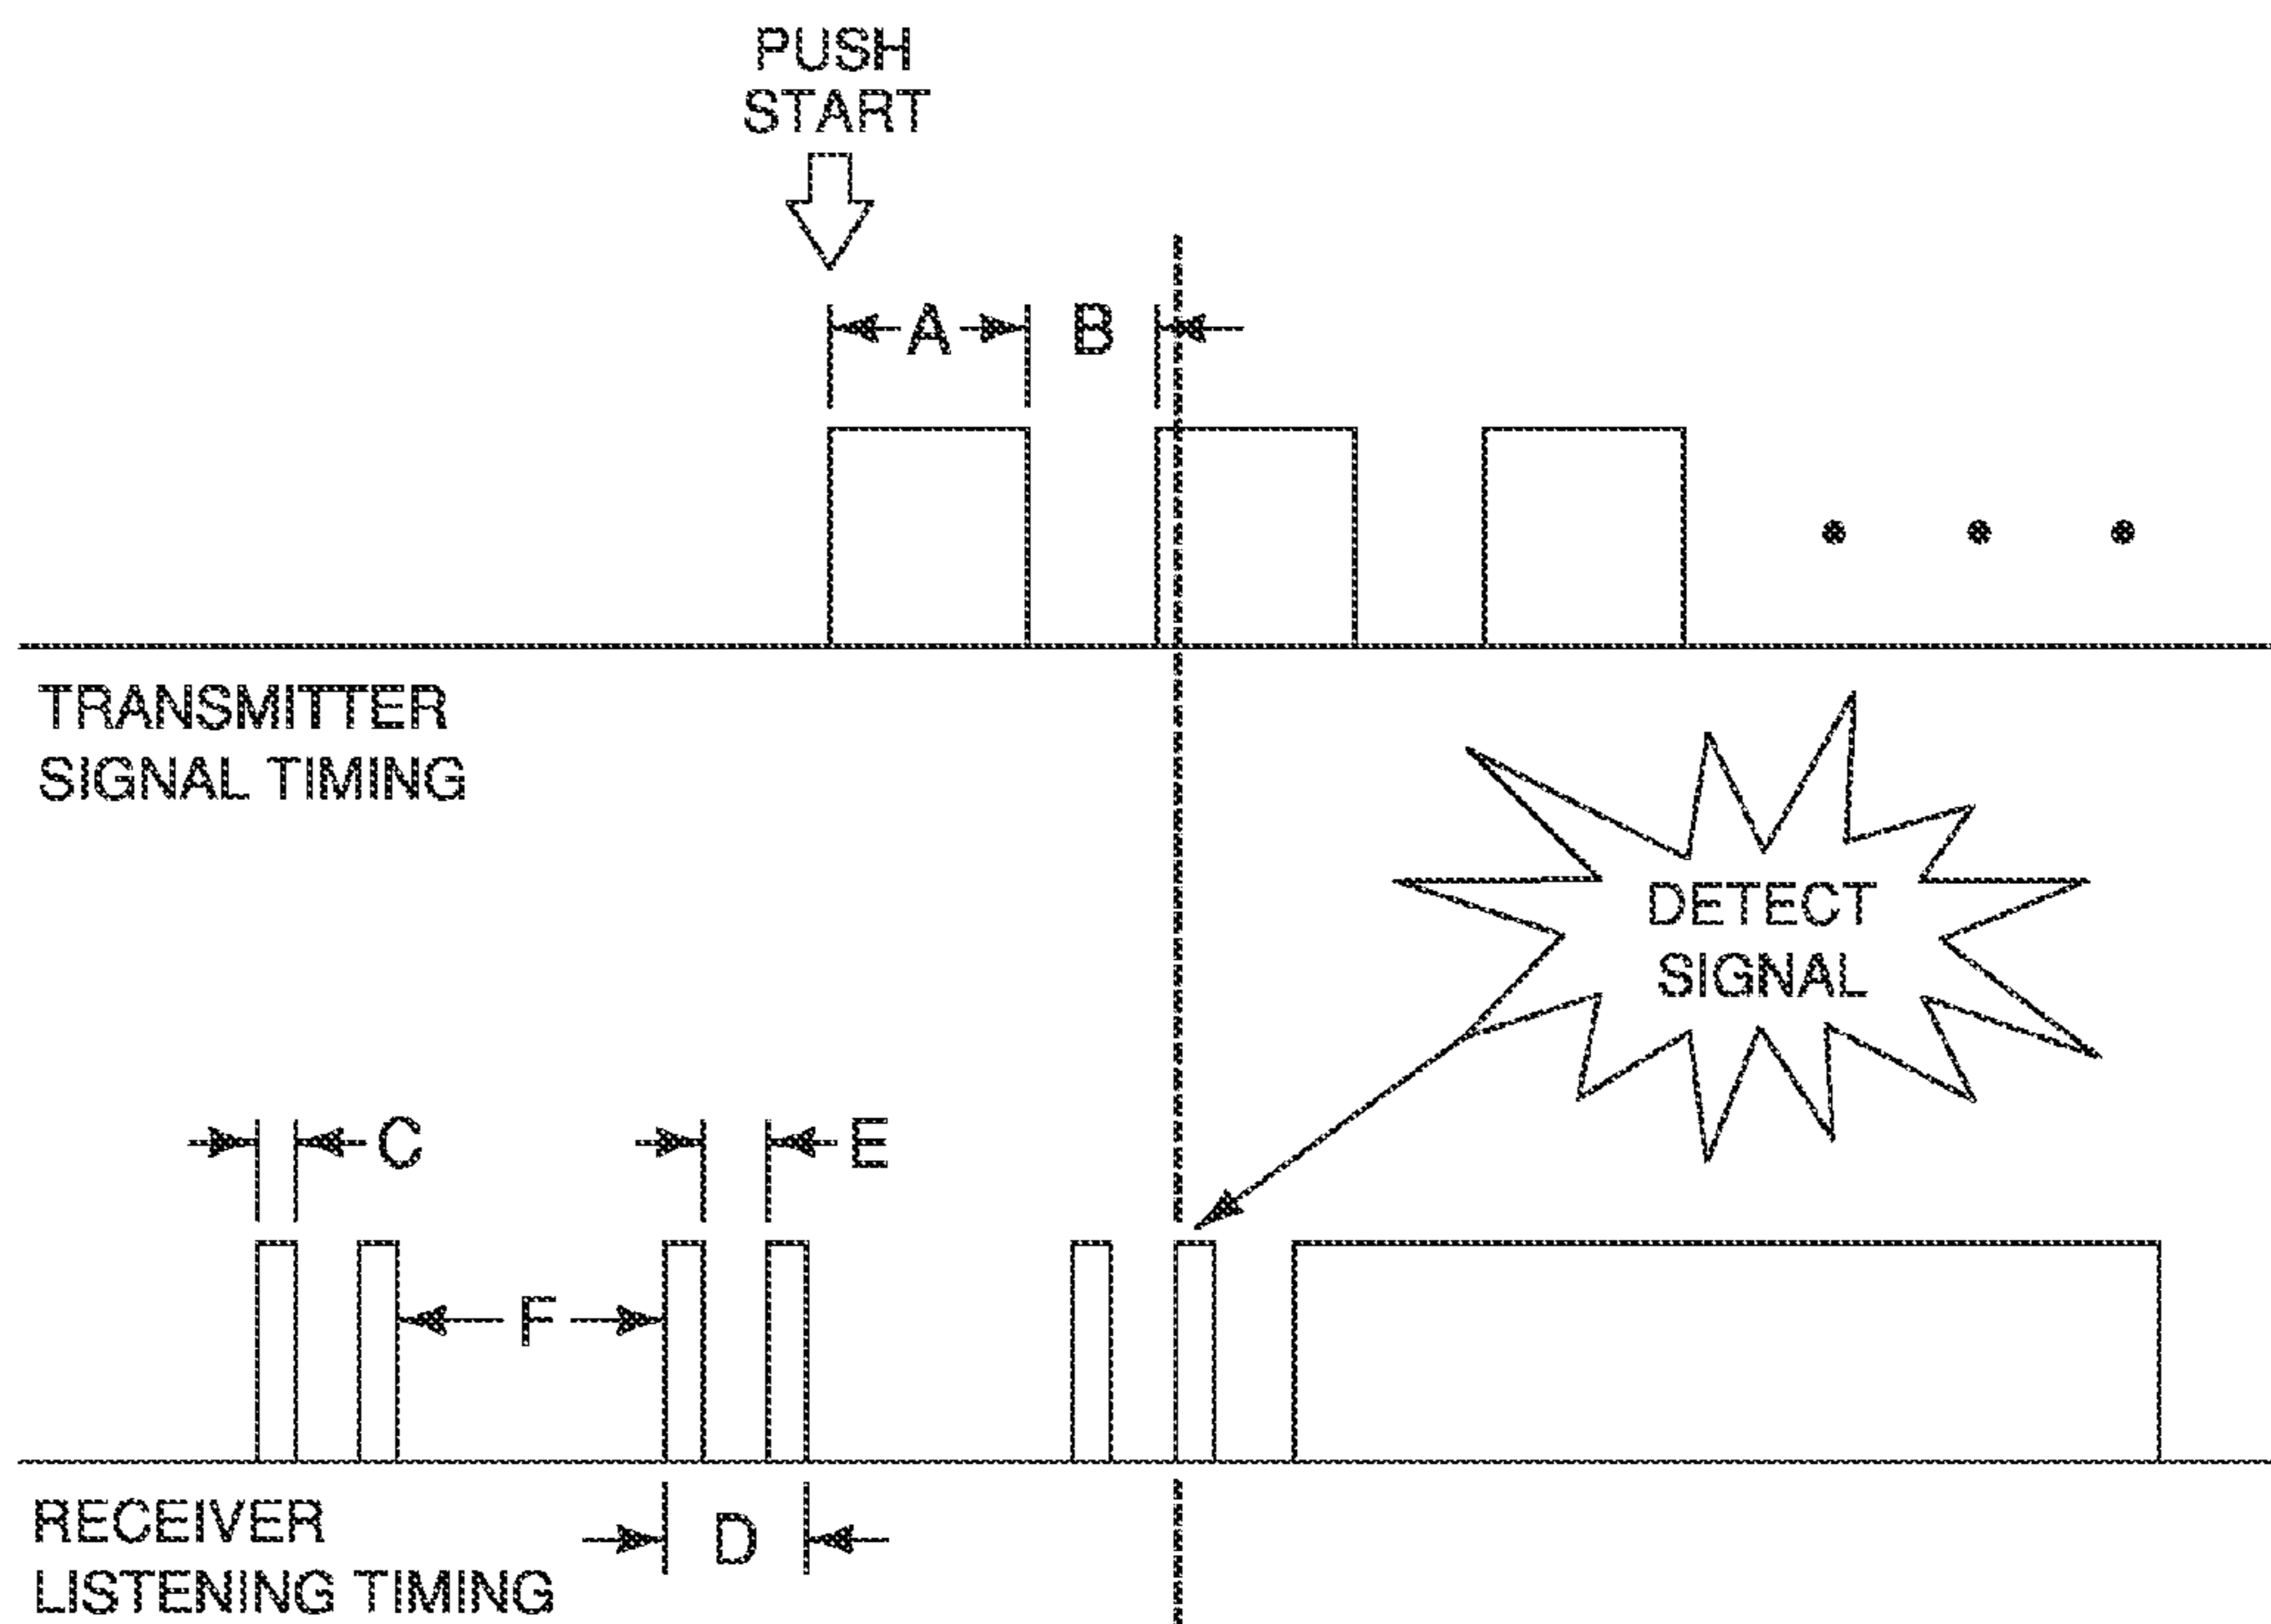 PUSH
START
A
B
TRANSMITTER
SIGNAL TIMING
DETECT
SIGNAL
C
E
F
D
RECEIVER
LISTENING TIMING